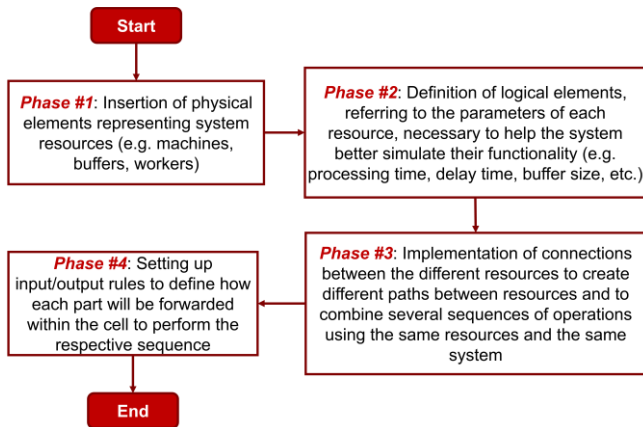 Start
Phase #1: Insertion of physical
elements representing system
resources (e.g. machines,
buffers, workers)
Phase #2: Definition of logical elements,
referring to the parameters of each
resource, necessary to help the system
better simulate their functionality (e.g.
processing time, delay time, buffer size, etc.)
Phase #3: Implementation of connections
between the different resources to create
different paths between resources and to
combine several sequences of operations
using the same resources and the same
system
Phase #4: Setting up
input/output rules to define how
each part will be forwarded
within the cell to perform the
respective sequence
End